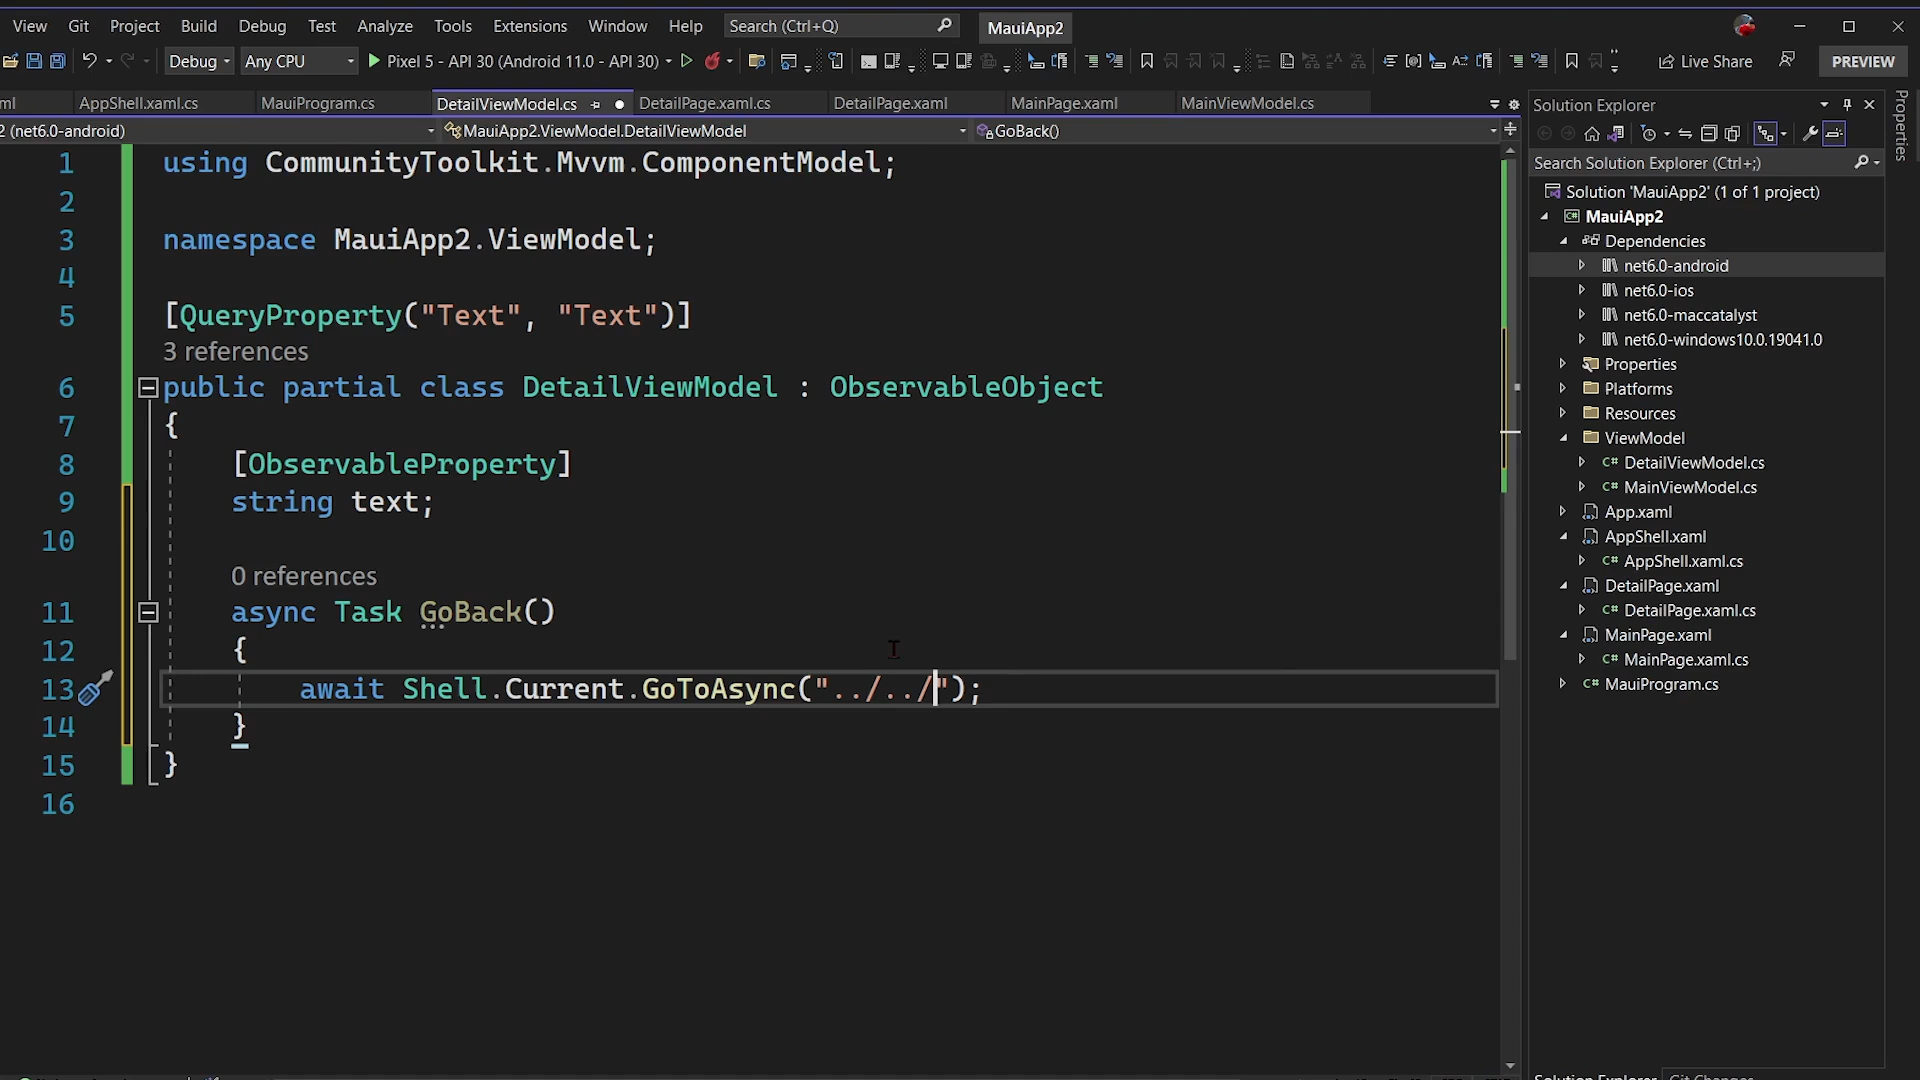 View Git Project Build Debug Test Analyze Tools Extensions Window Help Search (Ctrl+Q) MauiApp2
Debug Any CPU Pixel 5 - API 30 (Android 11.0 - API 30) Live Share PREVIEW
ml AppShell.xaml.cs MauiProgram.cs DetailViewModel.cs DetailPage.xaml.cs DetailPage.xaml MainPage.xaml MainViewModel.cs
2 (net6.0-android) MauiApp2.ViewModel.DetailViewModel GoBack()
1 using CommunityToolkit.Mvvm.ComponentModel;
2
3 namespace MauiApp2.ViewModel;
4
5 [QueryProperty("Text", "Text")]
3 references
6 public partial class DetailViewModel : ObservableObject
7 {
8 [ObservableProperty]
9 string text;
10
0 references
11 async Task GoBack()
12 {
13 await Shell.Current.GoToAsync("../../");
14 }
15 }
16
Solution Explorer
Search Solution Explorer (Ctrl+;)
Solution 'MauiApp2' (1 of 1 project)
MauiApp2
Dependencies
net6.0-android
net6.0-ios
net6.0-maccatalyst
net6.0-windows10.0.19041.0
Properties
Platforms
Resources
ViewModel
DetailViewModel.cs
MainViewModel.cs
App.xaml
AppShell.xaml
AppShell.xaml.cs
DetailPage.xaml
DetailPage.xaml.cs
MainPage.xaml
MainPage.xaml.cs
MauiProgram.cs
Properties
Solution Explorer Git Changes